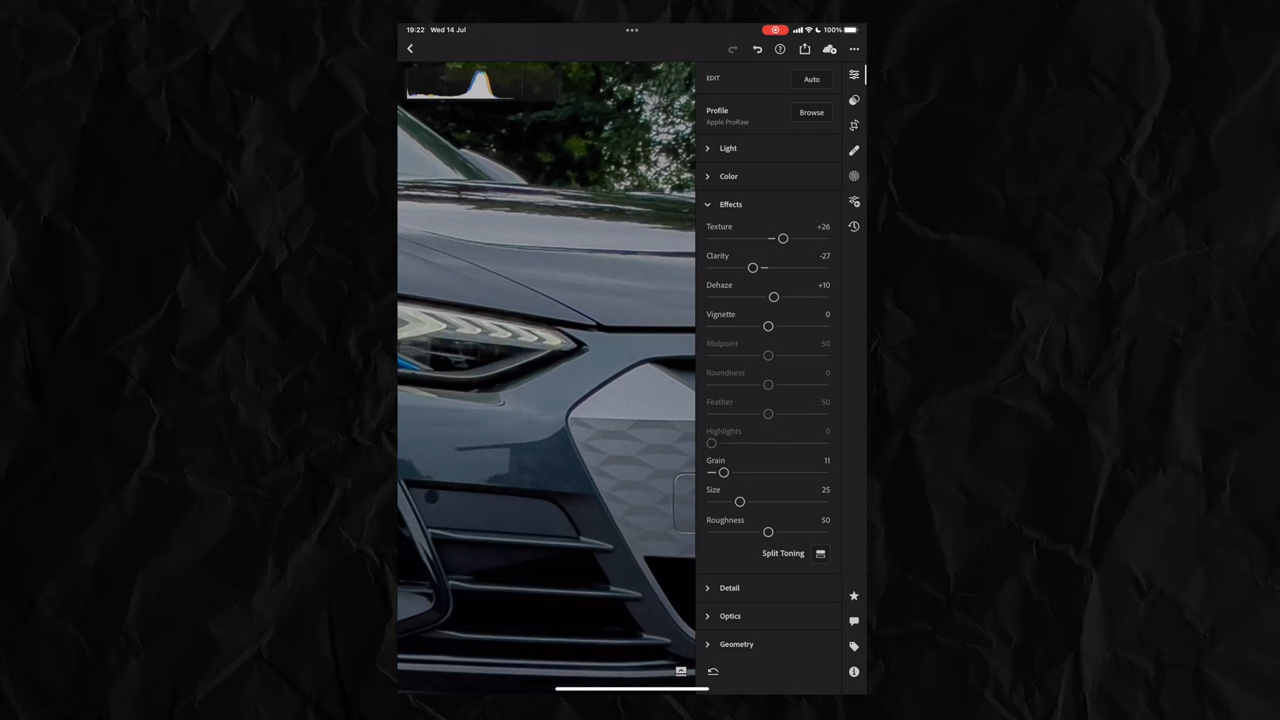 19:22 Wed 14 Jul
100%
EDIT
Auto
Profile
Apple ProRaw
Browse
Light
Color
Effects
Texture +26
Clarity -27
Dehaze +10
Vignette 0
Midpoint 50
Roundness 0
Feather 50
Highlights 0
Grain 11
Size 25
Roughness 50
Split Toning
Detail
Optics
Geometry